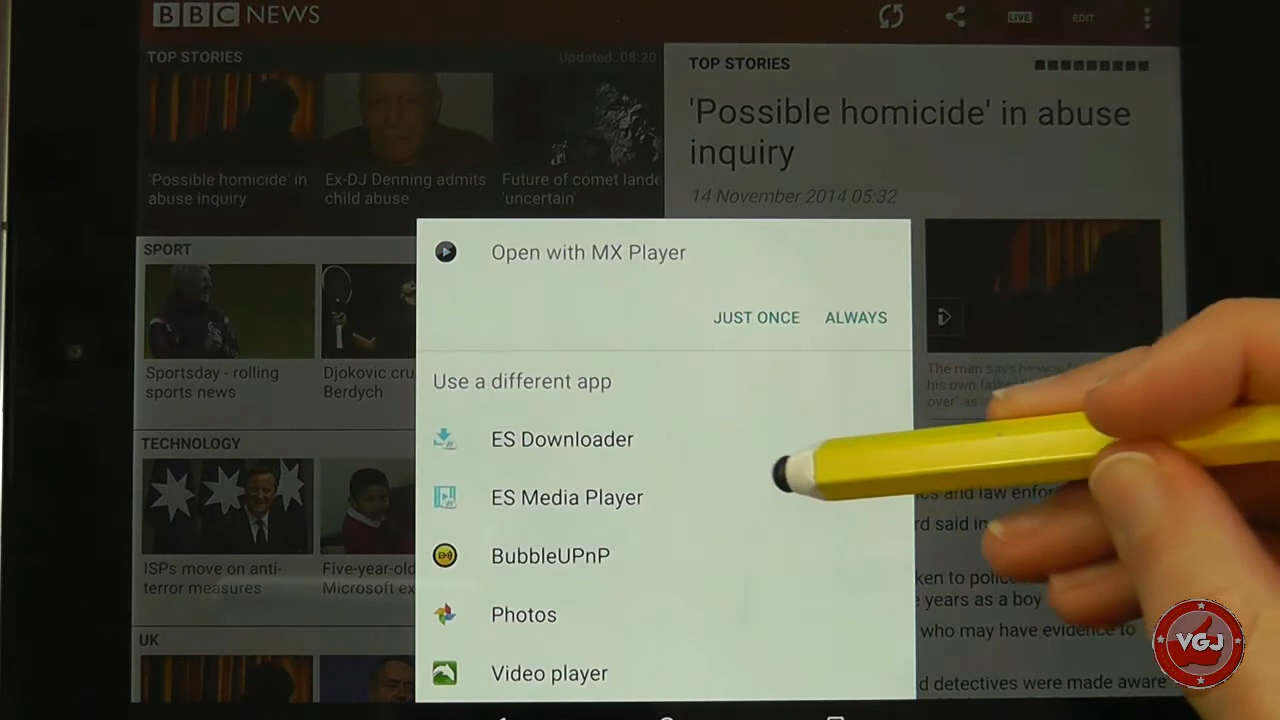 BBC NEWS
LIVE
EDIT
TOP STORIES
Updated: 08:20
'Possible homicide' in
abuse inquiry
Ex-DJ Denning admits
child abuse
Future of comet lande
'uncertain'
SPORT
Sportsday - rolling
sports news
Djokovic cru
Berdych
TECHNOLOGY
ISPs move on anti-
terror measures
Five-year-old
Microsoft ex
UK
TOP STORIES
'Possible homicide' in abuse
inquiry
14 November 2014 05:32
Open with MX Player
JUST ONCE
ALWAYS
Use a different app
ES Downloader
ES Media Player
BubbleUPnP
Photos
Video player
The man says he
his own
over" as
and law
rd said in
ken to
years as a boy
who may have evidence to
d detectives were made aware
VGJ